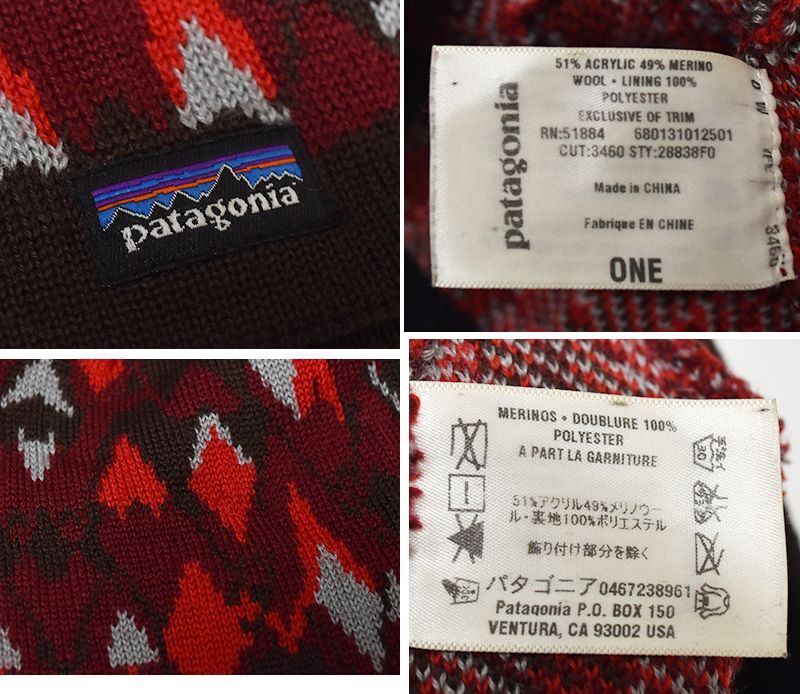 patagonia
patagonia
51% ACRYLIC 49% MERINO
WOOL • LINING 100%
POLYESTER
EXCLUSIVE OF TRIM
RN:51884 680131012501
CUT:3460 STY:28838F0
Made in CHINA
Fabrique EN CHINE
ONE
3460
MERINOS • DOUBLURE 100%
POLYESTER
A PART LA GARNITURE
51%アクリル49%メリノウー
ル・裏地100%ポリエステル
飾り付け部分を除く
パタゴニア0467238961
Patagonia P.O. BOX 150
VENTURA, CA 93002 USA